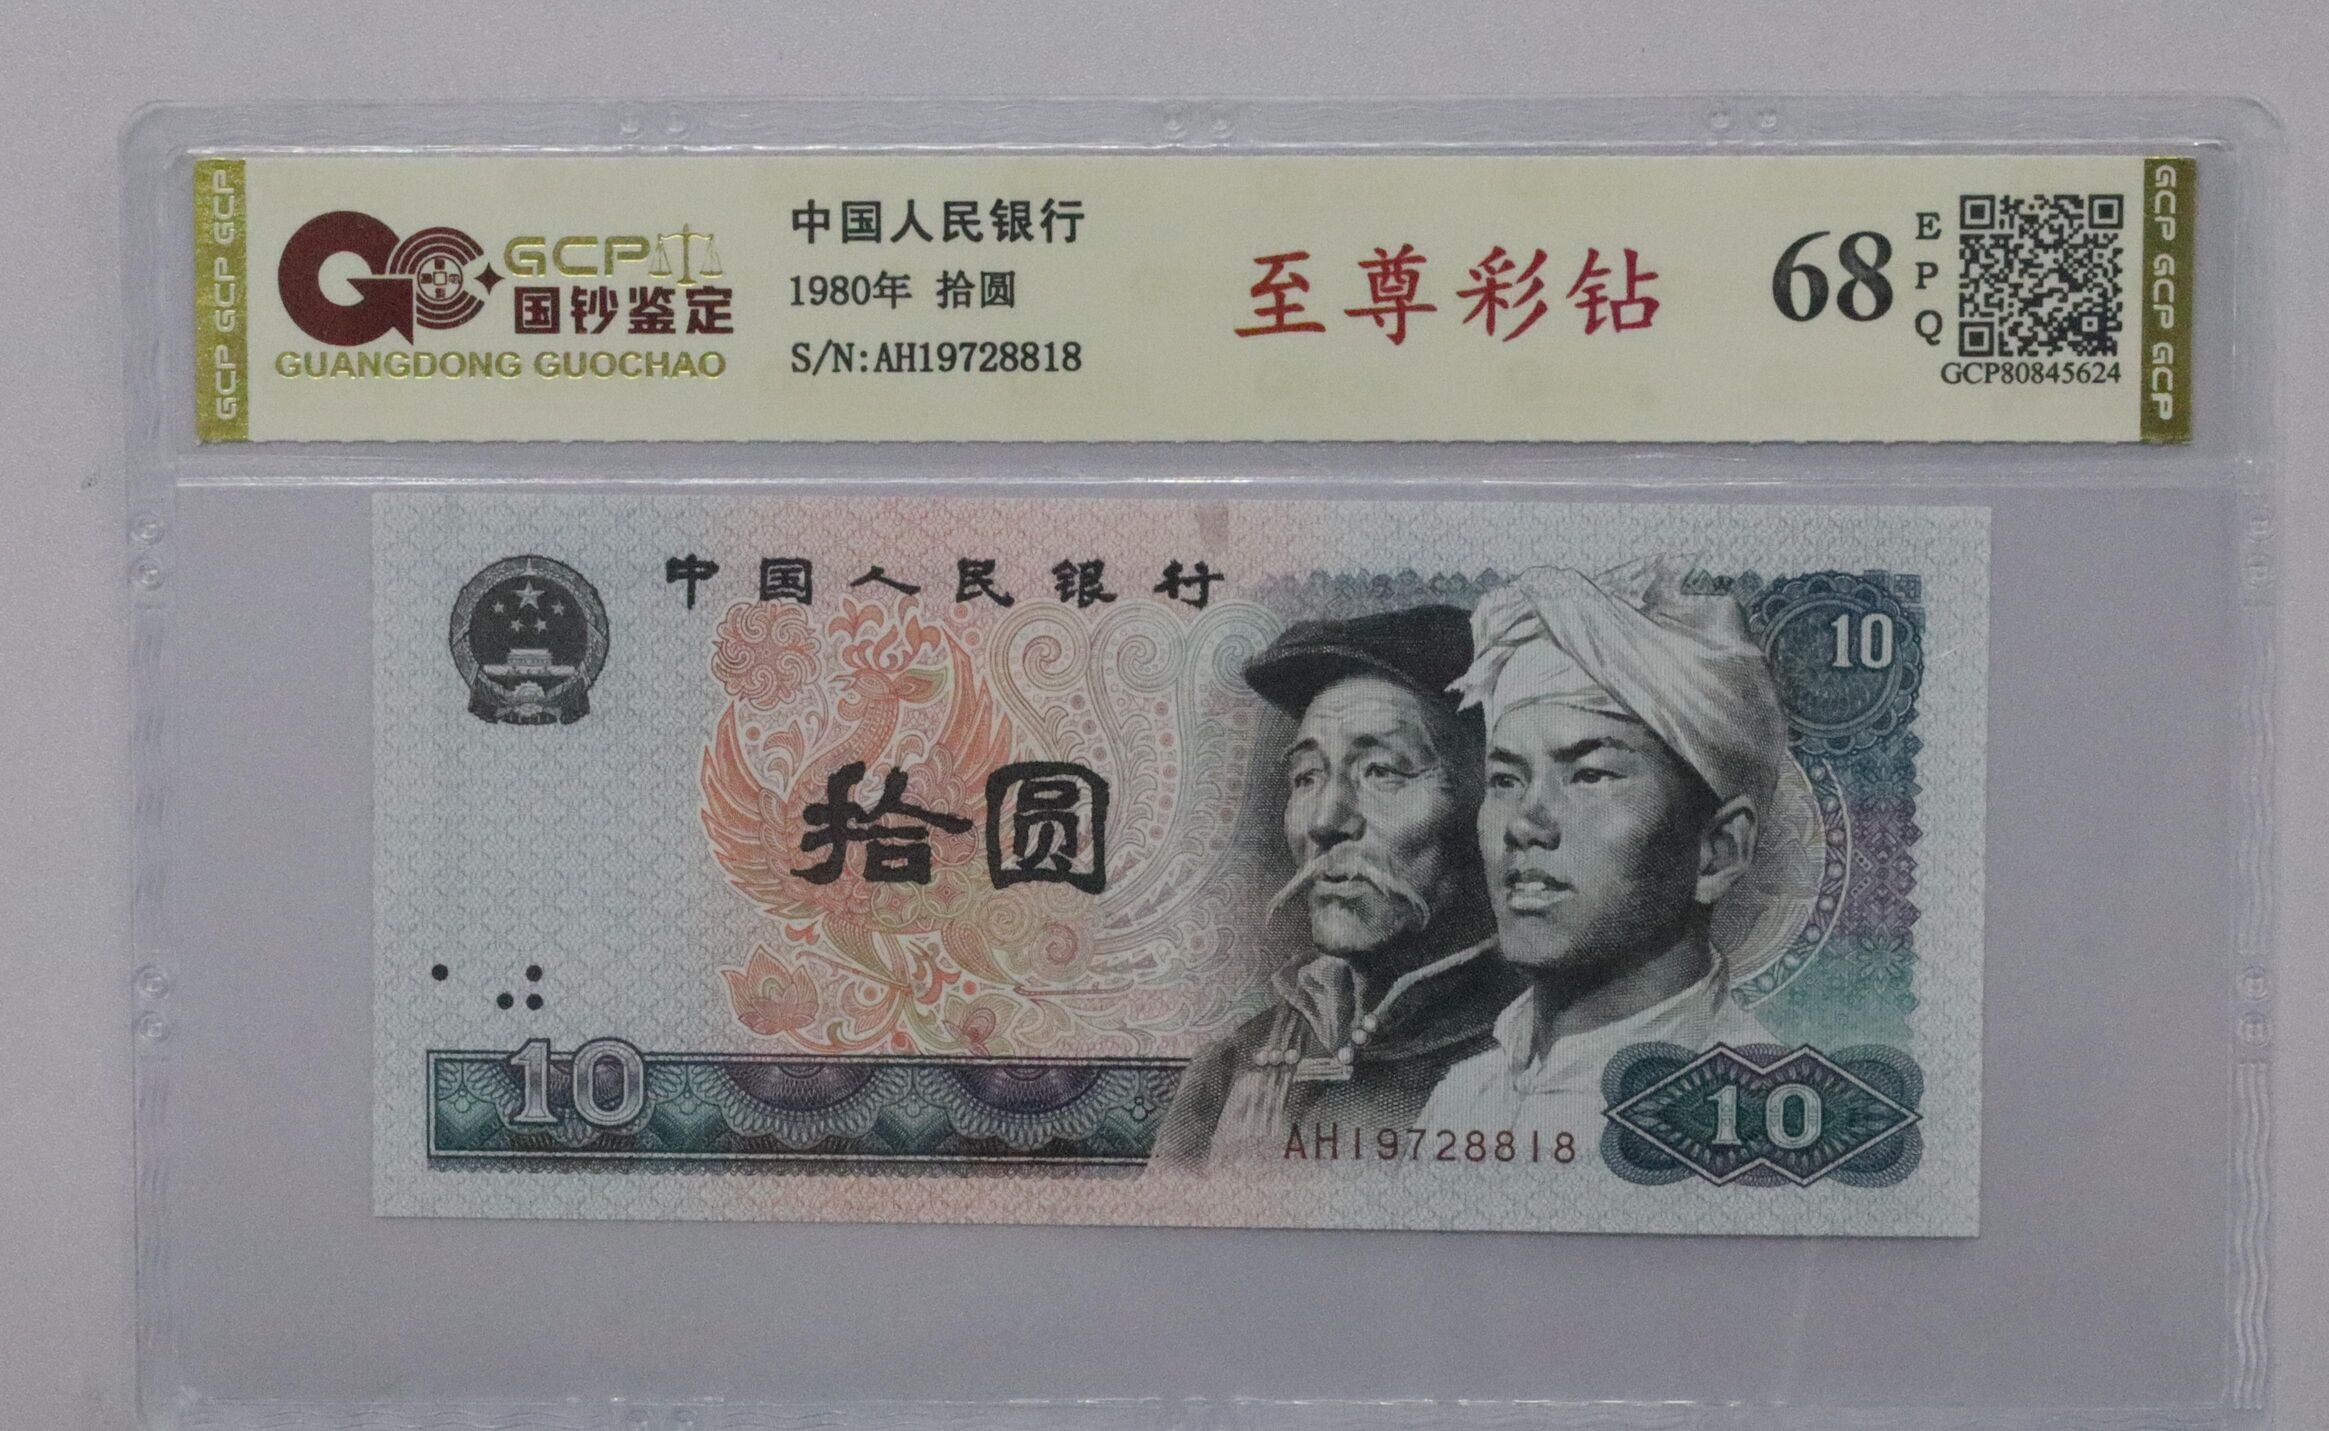 GCP GCP GCP
GCP
国钞鉴定
GUANGDONG GUOCHAO
中国人民银行
1980年 拾圆
S/N:AH19728818
至尊彩钻
68
E
P
Q
GCP80845624
GCP GCP GCP
中国人民银行
10
拾圆
10
AH19728818
10